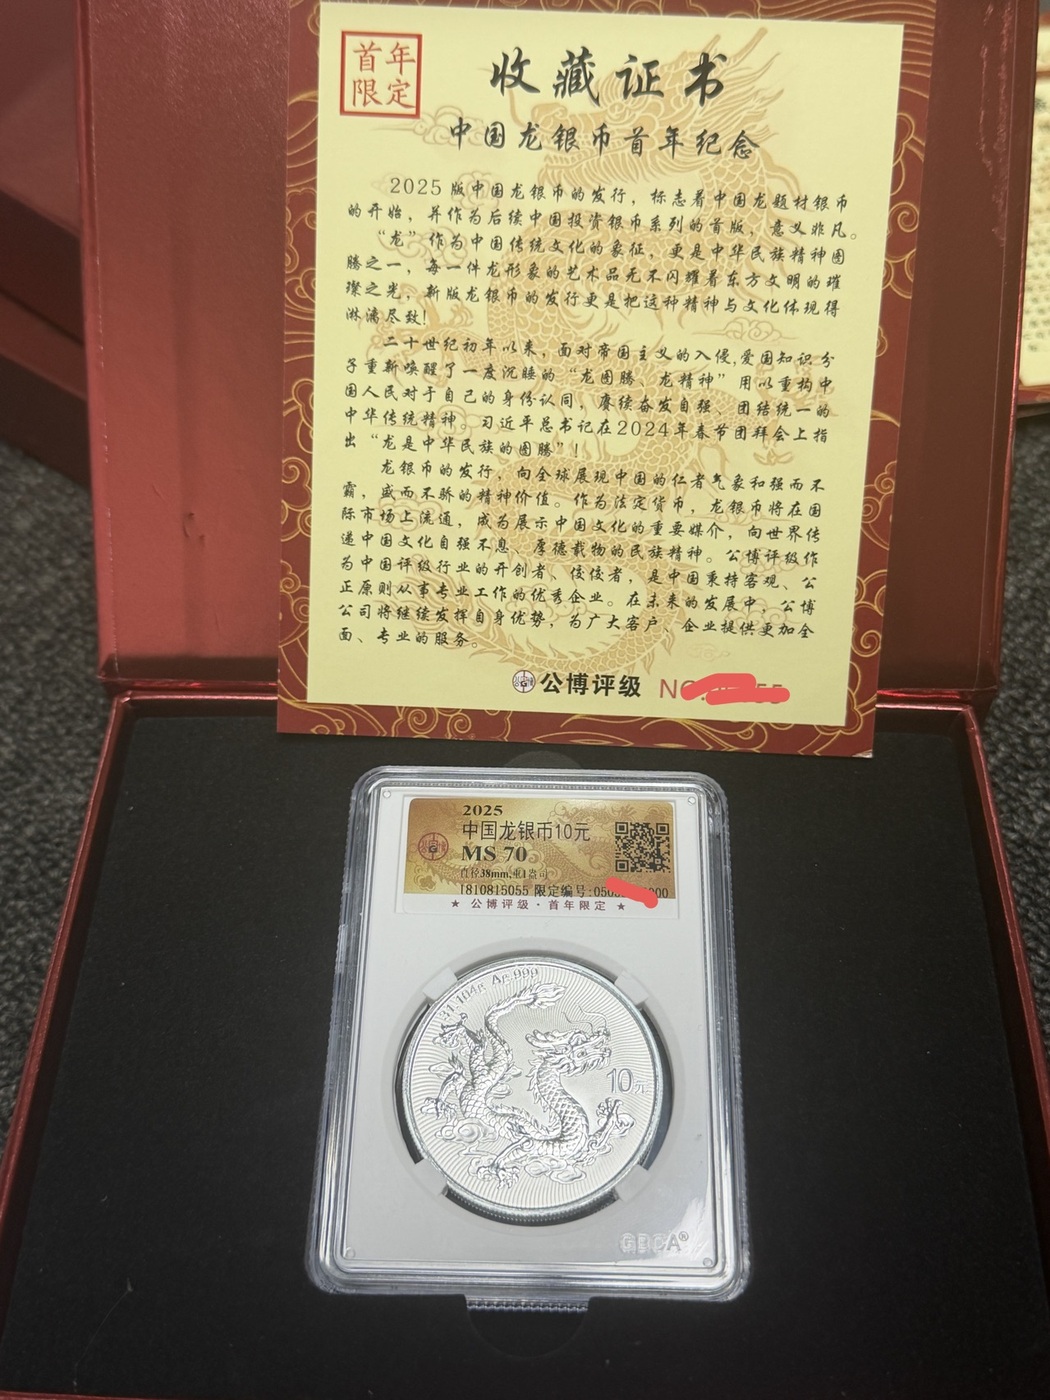 首年
限定
收藏证书
中国龙银币首年纪念
2025版中国龙银币的发行，标志着中国龙题材银币
的开始，并作为后续中国投资银币系列的首版，意义非凡。
“龙”作为中国传统文化的象征，更是中华民族精神图
腾之一，每一件龙形象的艺术品无不闪耀着东方文明的璀
璨之光，新版龙银币的发行更是把这种精神与文化体现得
淋漓尽致！
二十世纪初年以来，面对帝国主义的入侵,爱国知识分
子重新唤醒了一度沉睡的“龙图腾、龙精神”用以重构中
国人民对于自己的身份认同，赓续奋发自强、团结统一的
中华传统精神。习近平总书记在2024年春节团拜会上指
出“龙是中华民族的图腾”！
龙银币的发行，向全球展现中国的仁者气象和强而不
霸，盛而不骄的精神价值。作为法定货币，龙银币将在国
际市场上流通，成为展示中国文化的重要媒介，向世界传
递中国文化自强不息、厚德载物的民族精神。公博评级作
为中国评级行业的开创者、佼佼者，是中国秉持客观、公
正原则从事专业工作的优秀企业。在未来的发展中，公博
公司将继续发挥自身优势，为广大客户、企业提供更加全
面、专业的服务。
公博评级
2025
中国龙银币10元
MS 70
直径38mm,重1盎司
1810815055 限定编号:
★ 公博评级·首年限定 ★
31.104g Ag.999
10元
GBCA®